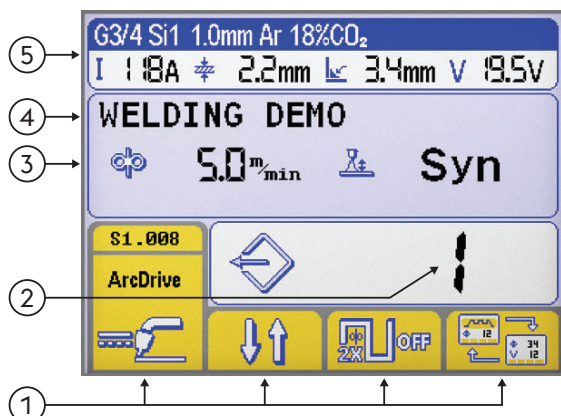 G3/4 Si1 1.0mm Ar 18%CO₂
I 118A 2.2mm 3.4mm V 19.5V
WELDING DEMO
5.0 m/min Syn
S1.008
ArcDrive
1
2X OFF
12
34
V 12
5
4
3
2
1